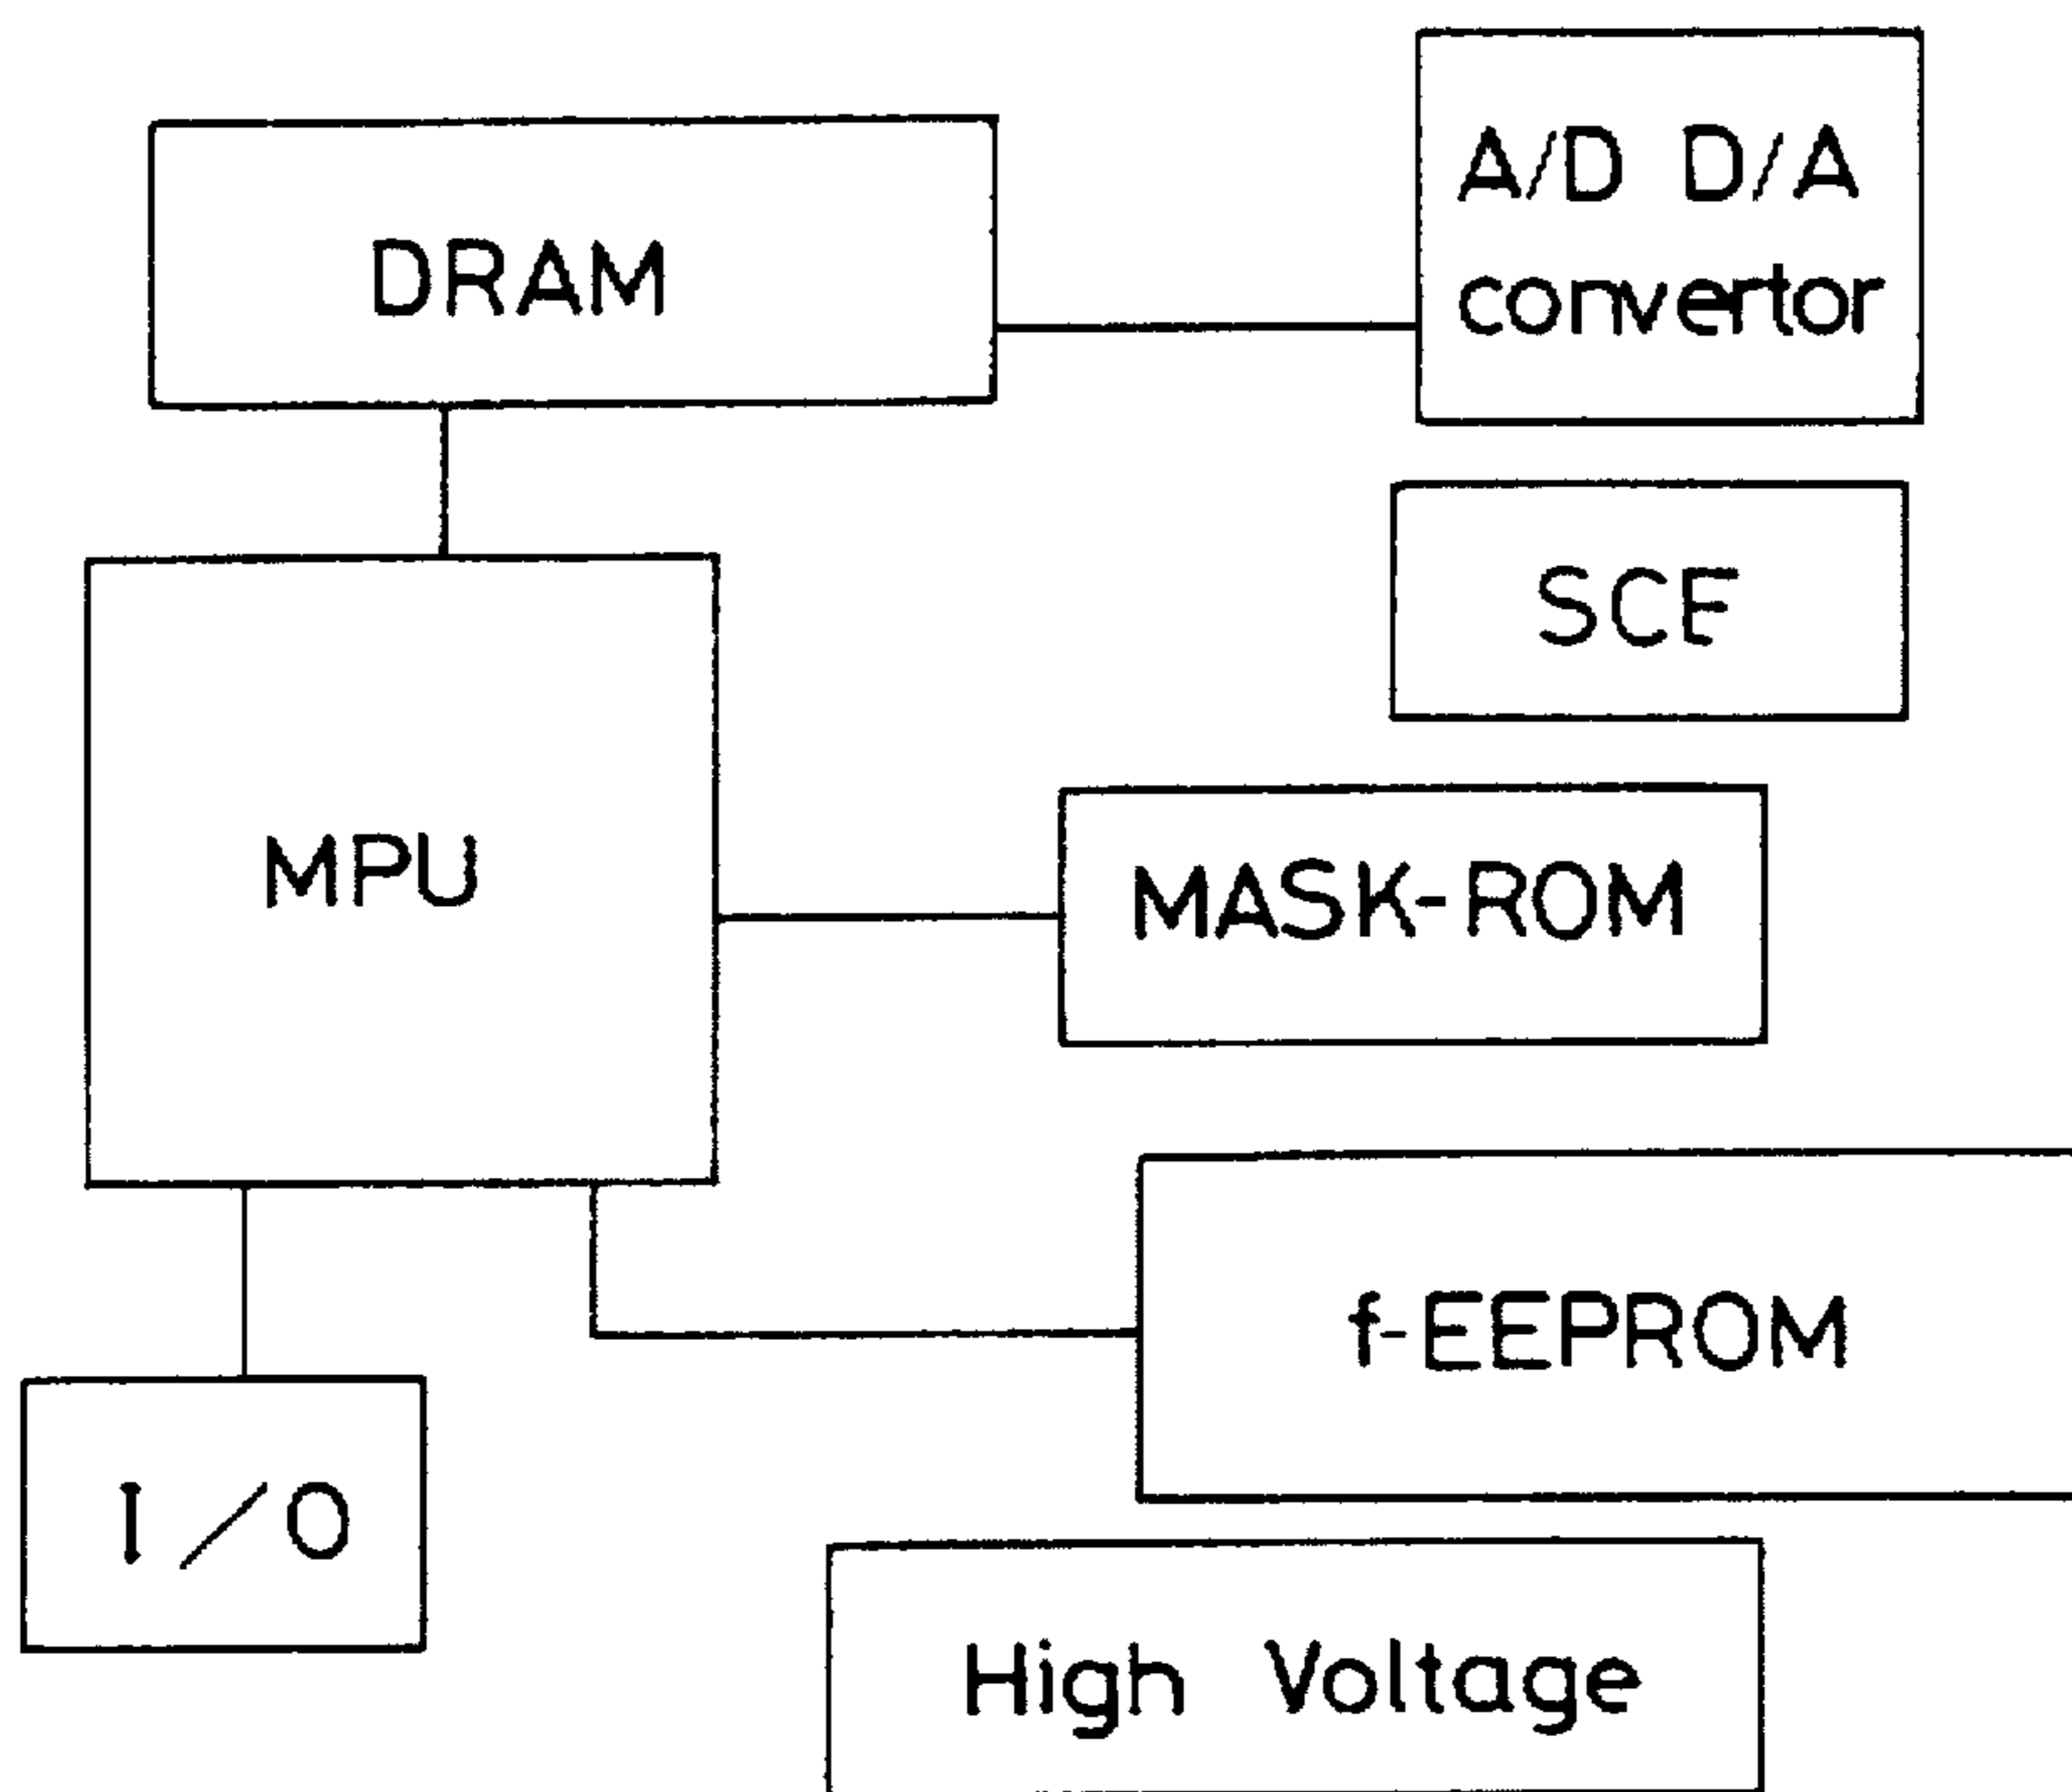 DRAM
A/D D/A
convertor
SCF
MPU
MASK-ROM
f-EEPROM
I/O
High Voltage